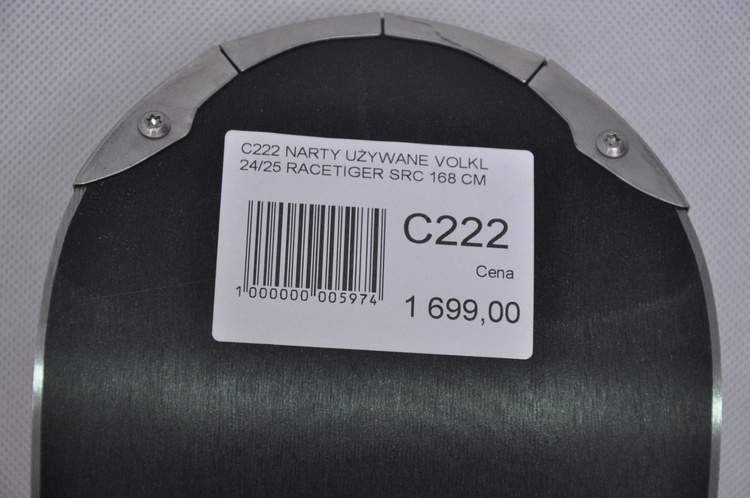 C222 NARTY UŻYWANE VOLKL
24/25 RACETIGER SRC 168 CM
C222
Cena
1 699,00
1 000000 005974